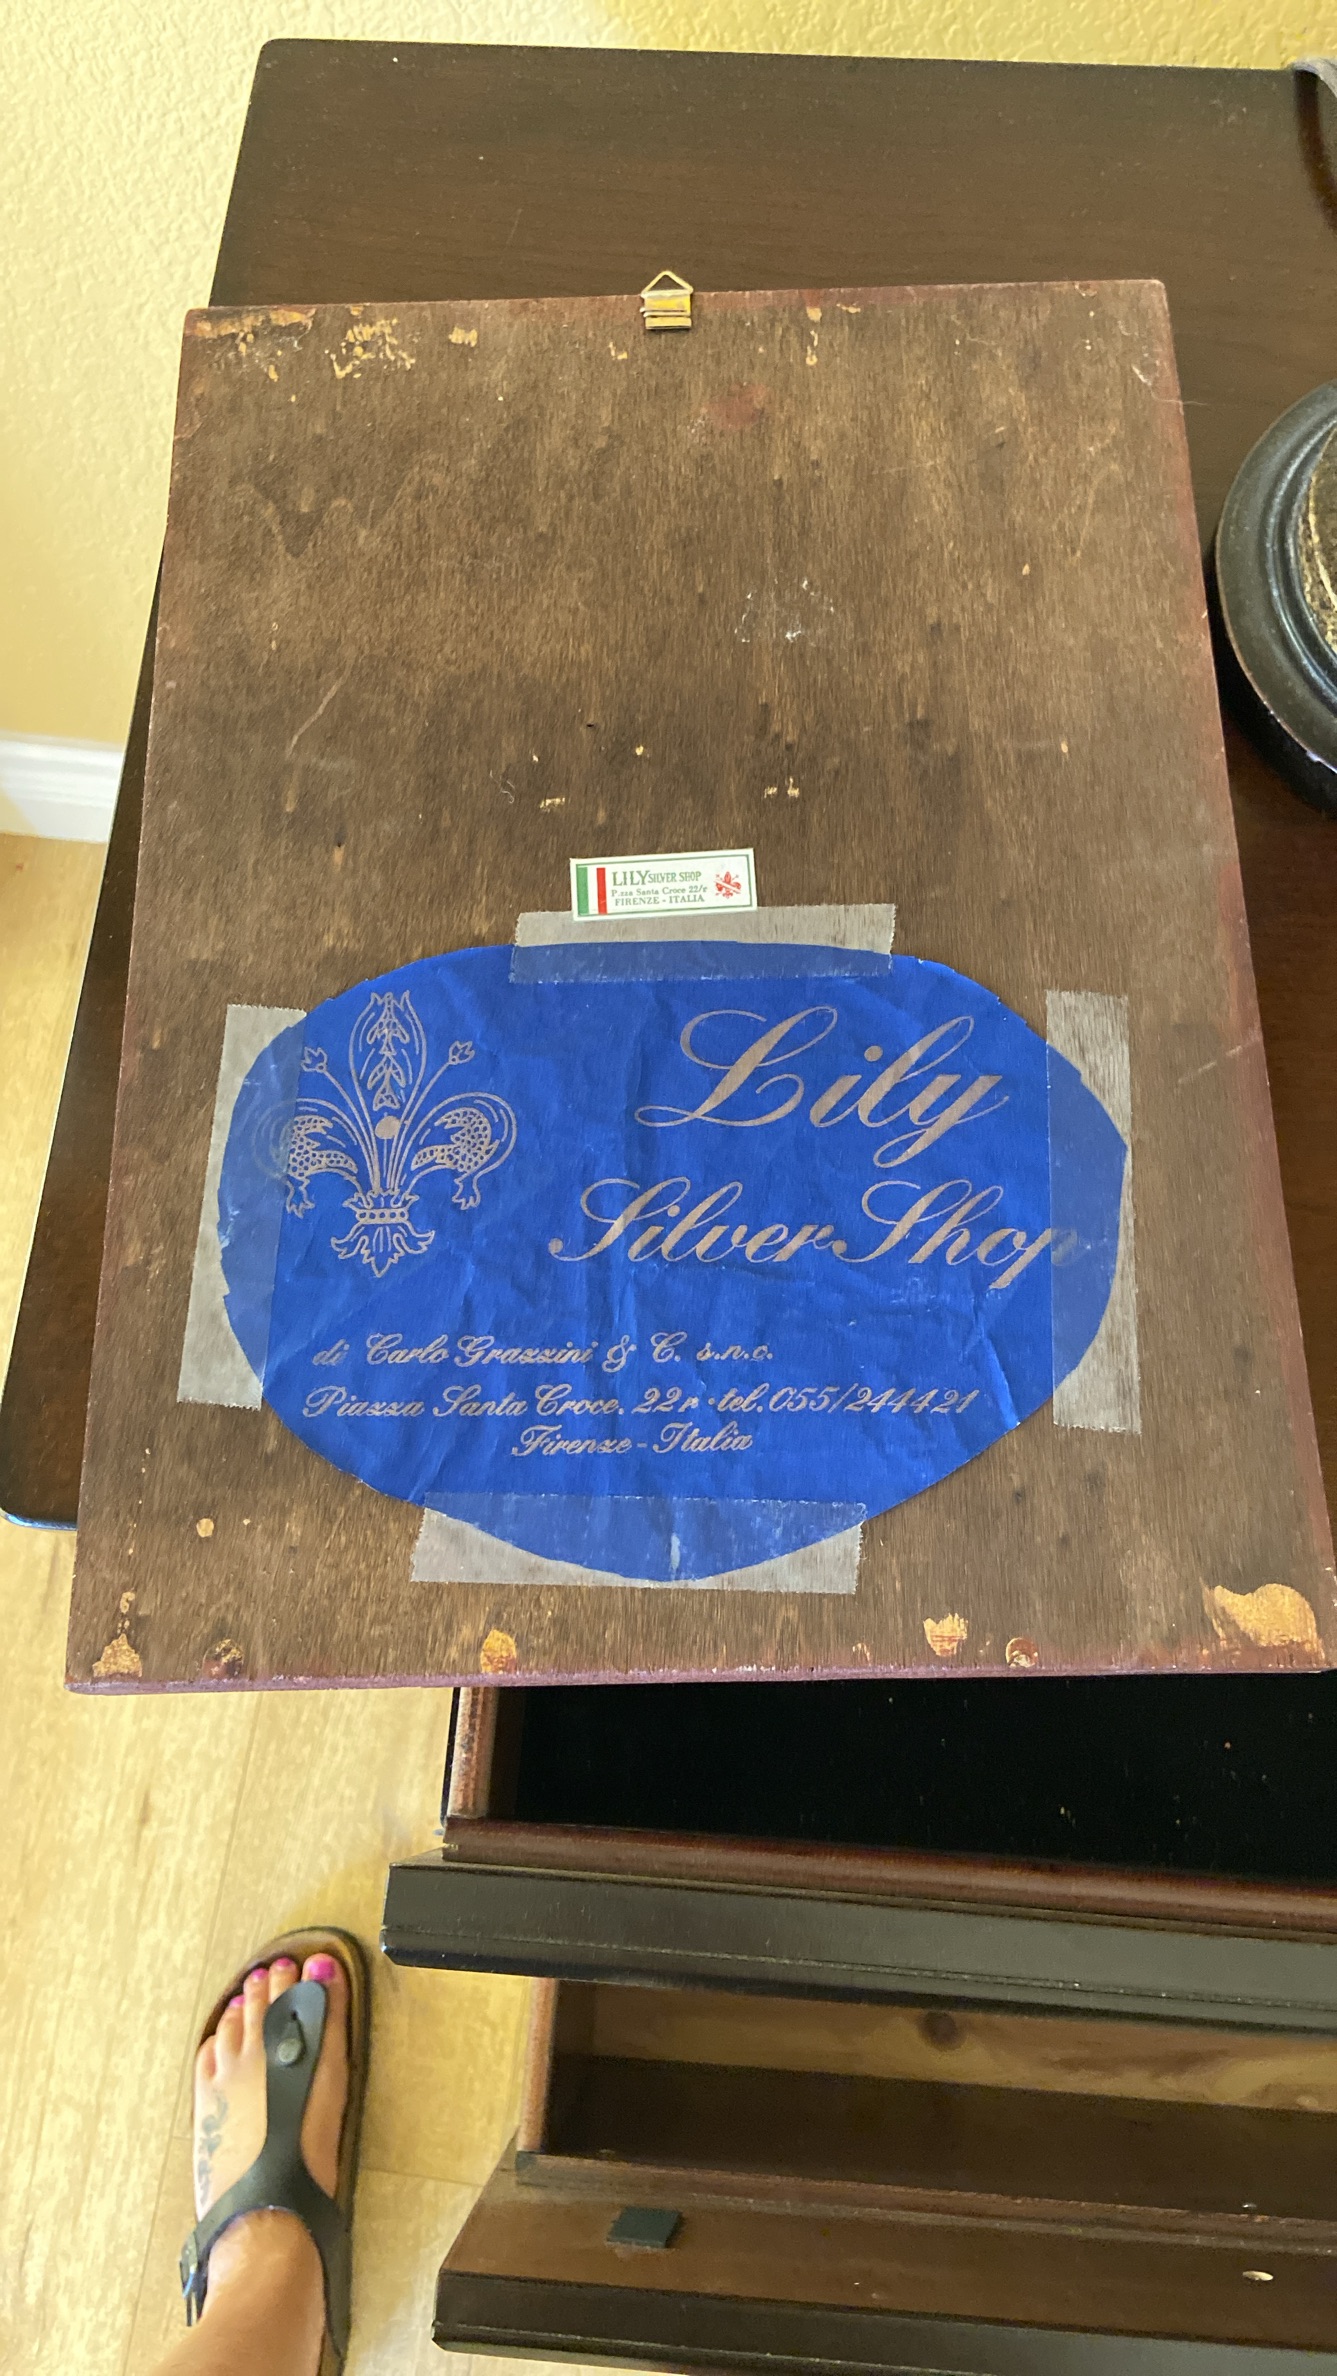 LILY SILVER SHOP
P.zza Santa Croce 22/r
FIRENZE - ITALIA
Lily
Silver Shop
di Carlo Grazzini & C. s.n.c.
Piazza Santa Croce. 22r · tel. 055/244421
Firenze - Italia